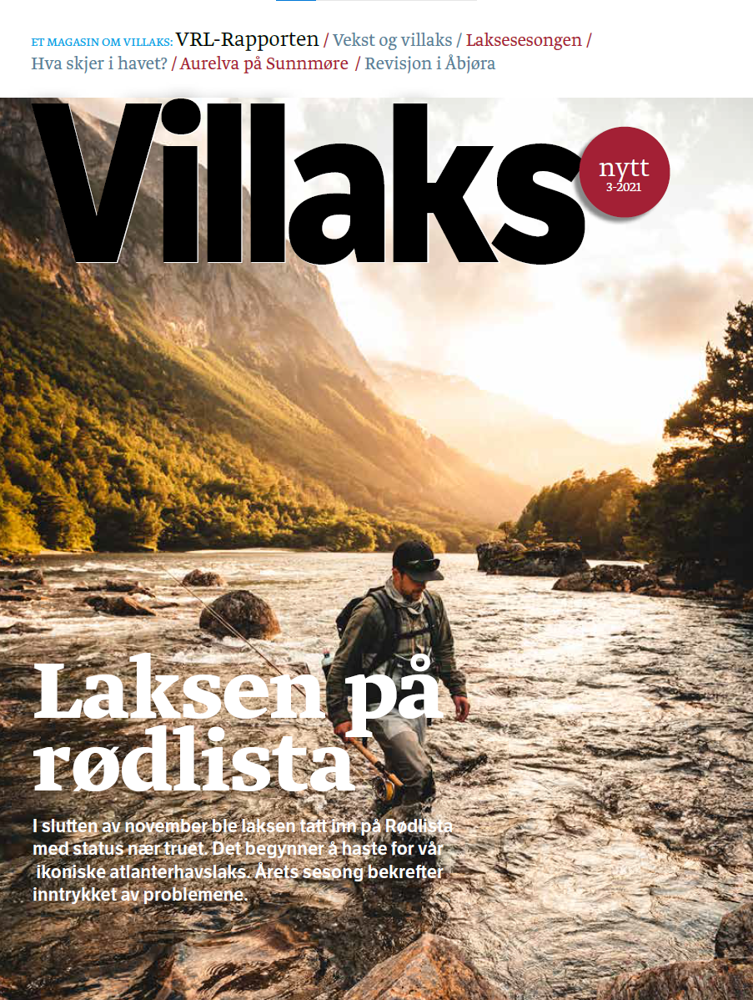 ET MAGASIN OM VILLAKS: VRL-Rapporten / Vekst og villaks / Laksesesongen /
Hva skjer i havet? / Aurelva på Sunnmøre / Revisjon i Åbjøra
Villaks
nytt
3-2021
Laksen på
rødlista
I slutten av november ble laksen tatt inn på Rødlista
med status nær truet. Det begynner å haste for vår
ikoniske atlanterhavslaks. Årets sesong bekrefter
inntrykket av problemene.